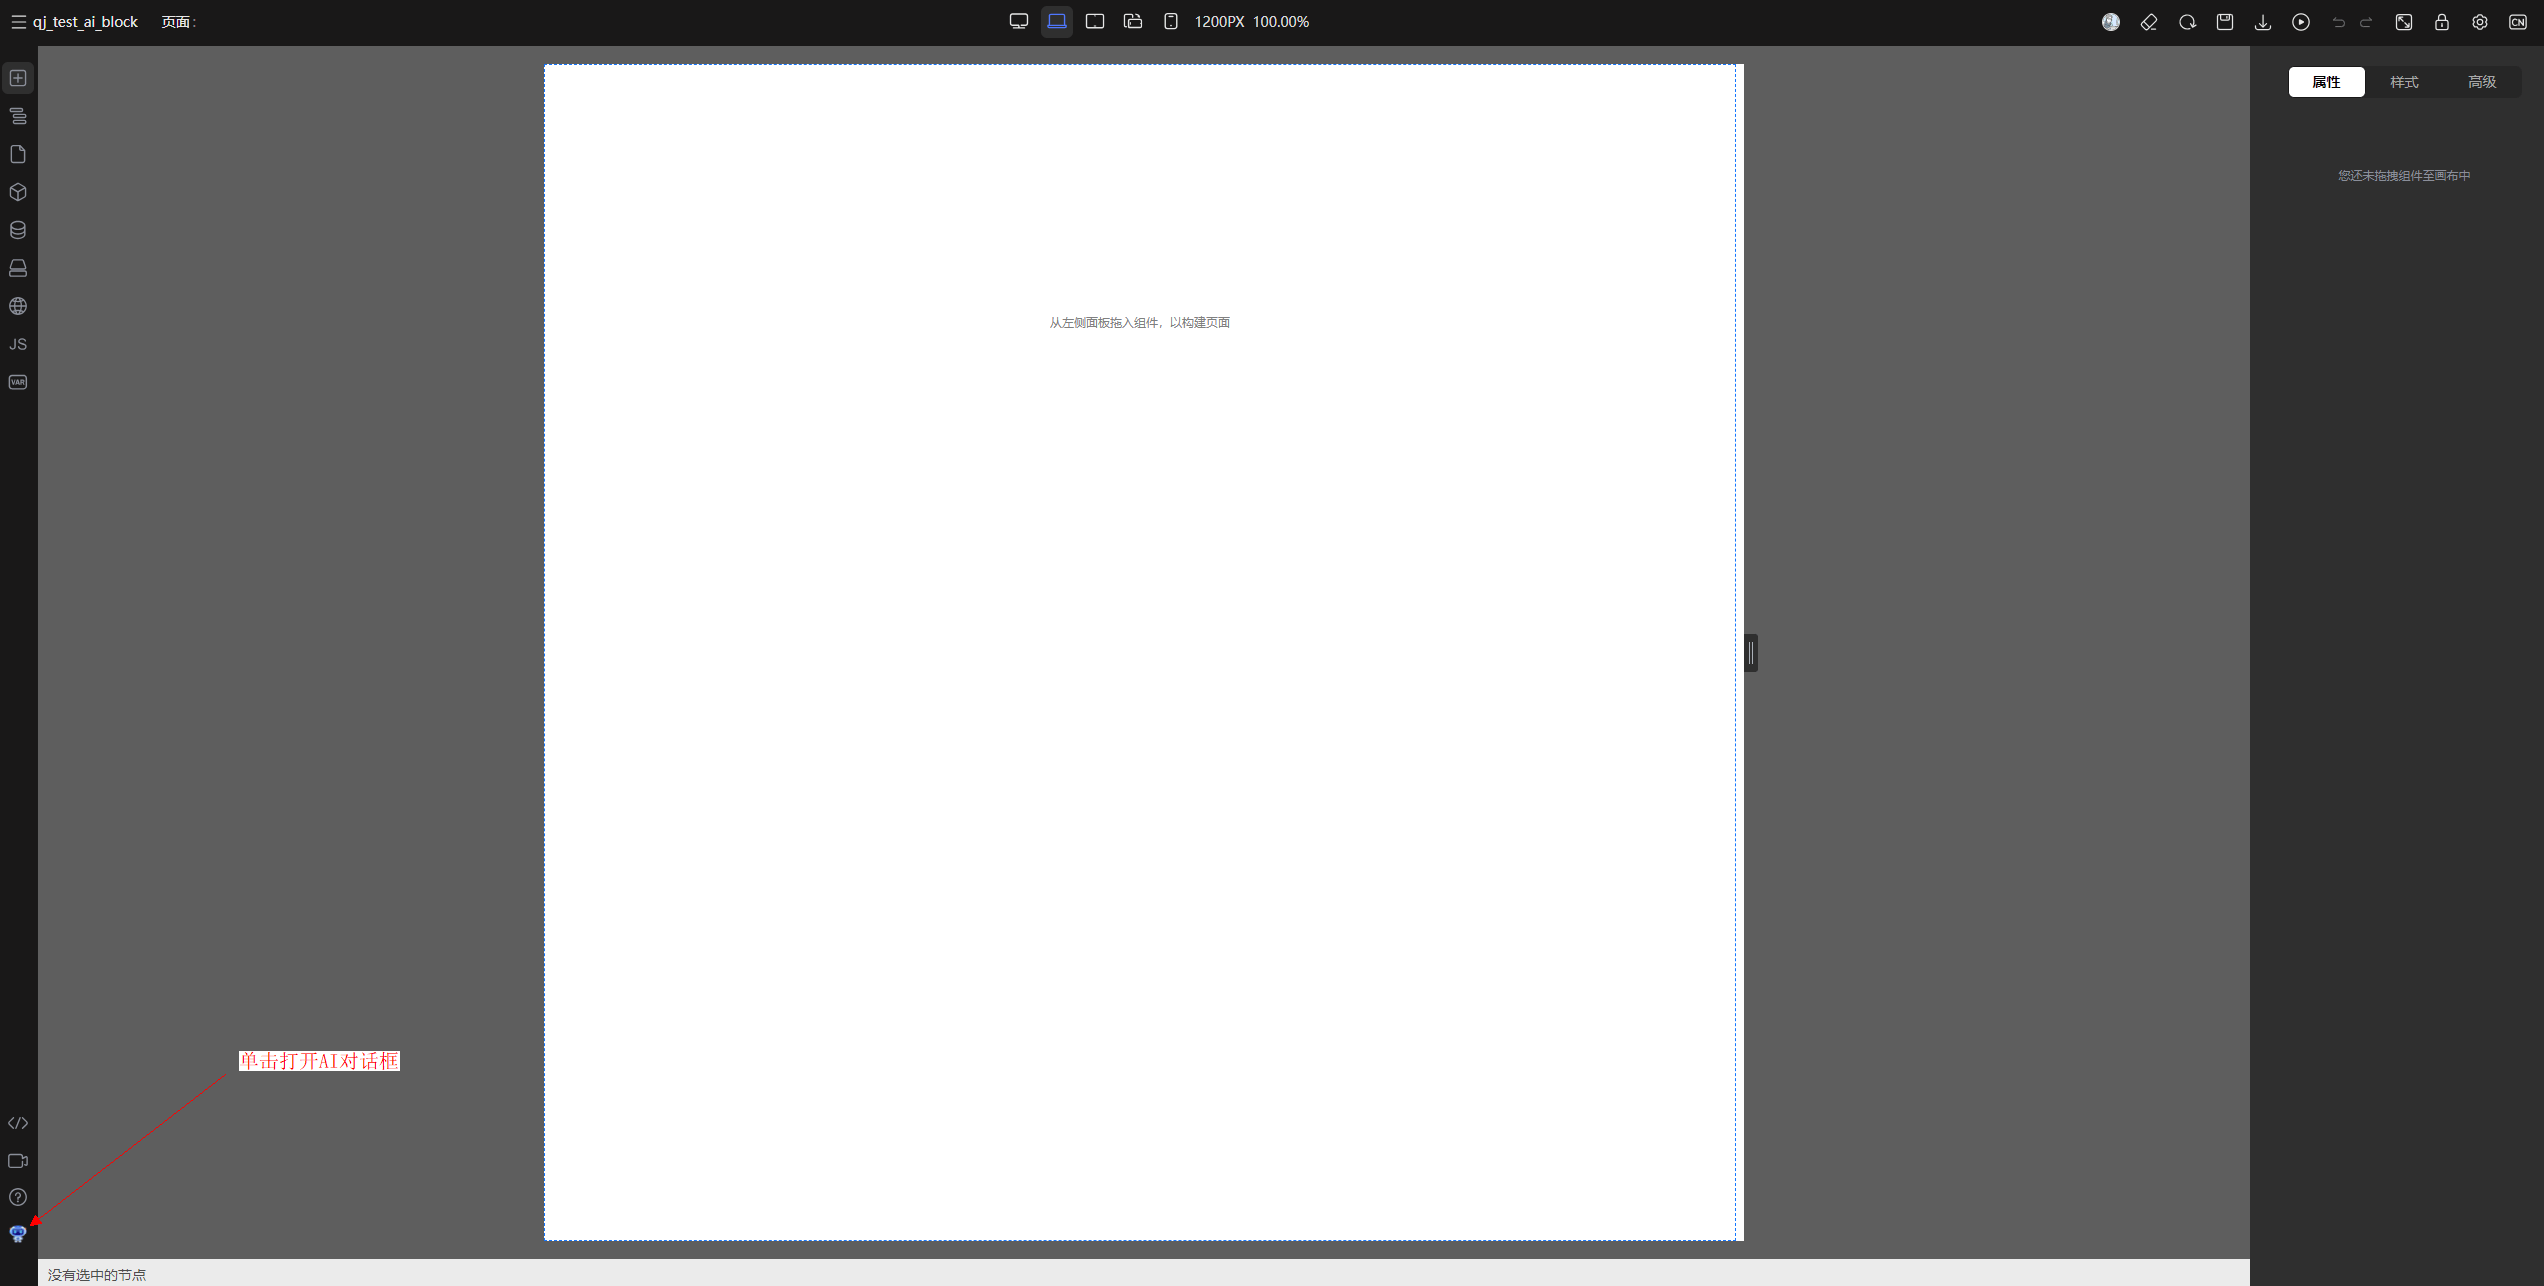 qj_test_ai_block 页面:
1200PX 100.00%
CN
属性 样式 高级
您还未拖拽组件至画布中
从左侧面板拖入组件，以构建页面
JS
VAR
单击打开AI对话框
没有选中的节点